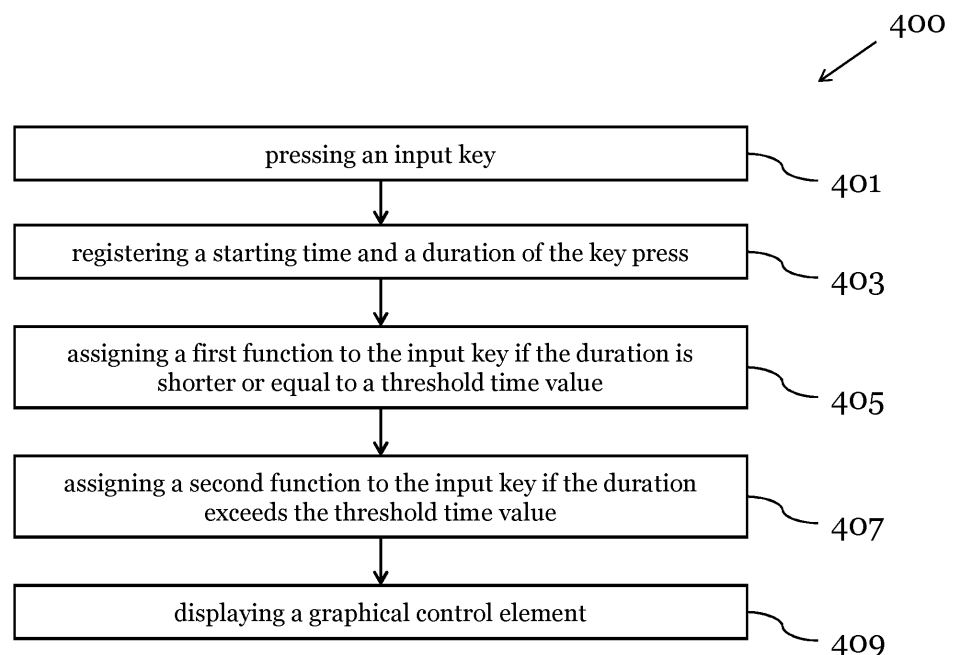 400
pressing an input key
401
registering a starting time and a duration of the key press
403
assigning a first function to the input key if the duration is
shorter or equal to a threshold time value
405
assigning a second function to the input key if the duration
exceeds the threshold time value
407
displaying a graphical control element
409